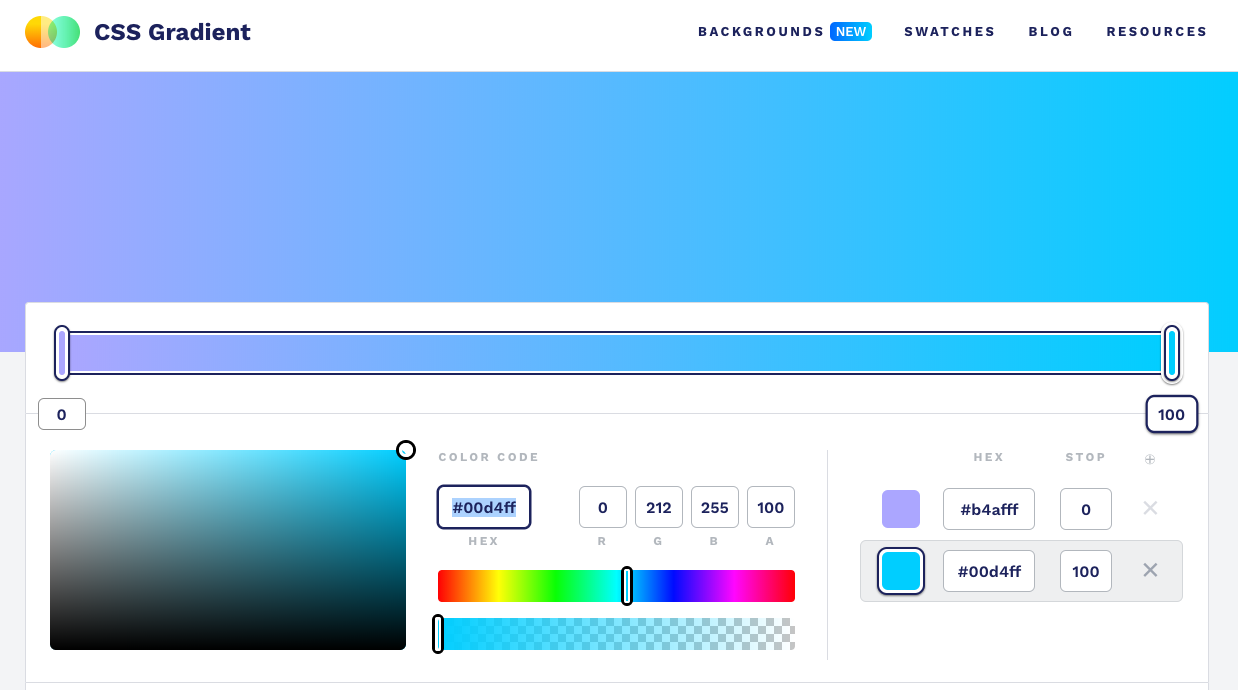 CSS Gradient
BACKGROUNDS NEW SWATCHES BLOG RESOURCES
0
100
COLOR CODE
#00d4ff 0 212 255 100
HEX R G B A
HEX STOP
#b4afff 0
#00d4ff 100